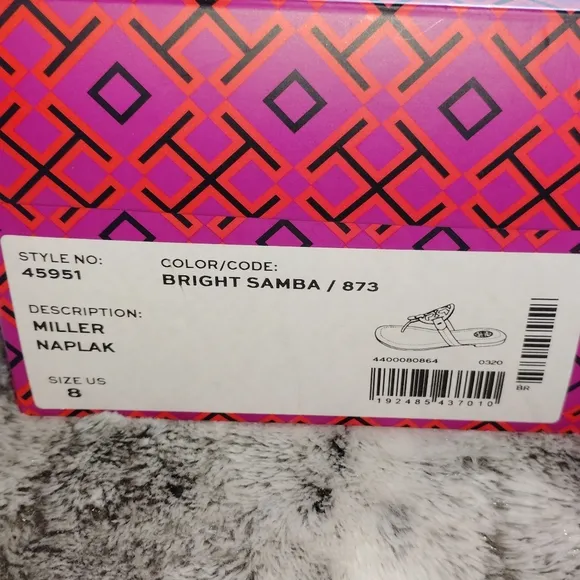 STYLE NO:
45951
COLOR/CODE:
BRIGHT SAMBA / 873
DESCRIPTION:
MILLER
NAPLAK
SIZE US
8
4400080864 0320
192485 437010
BR